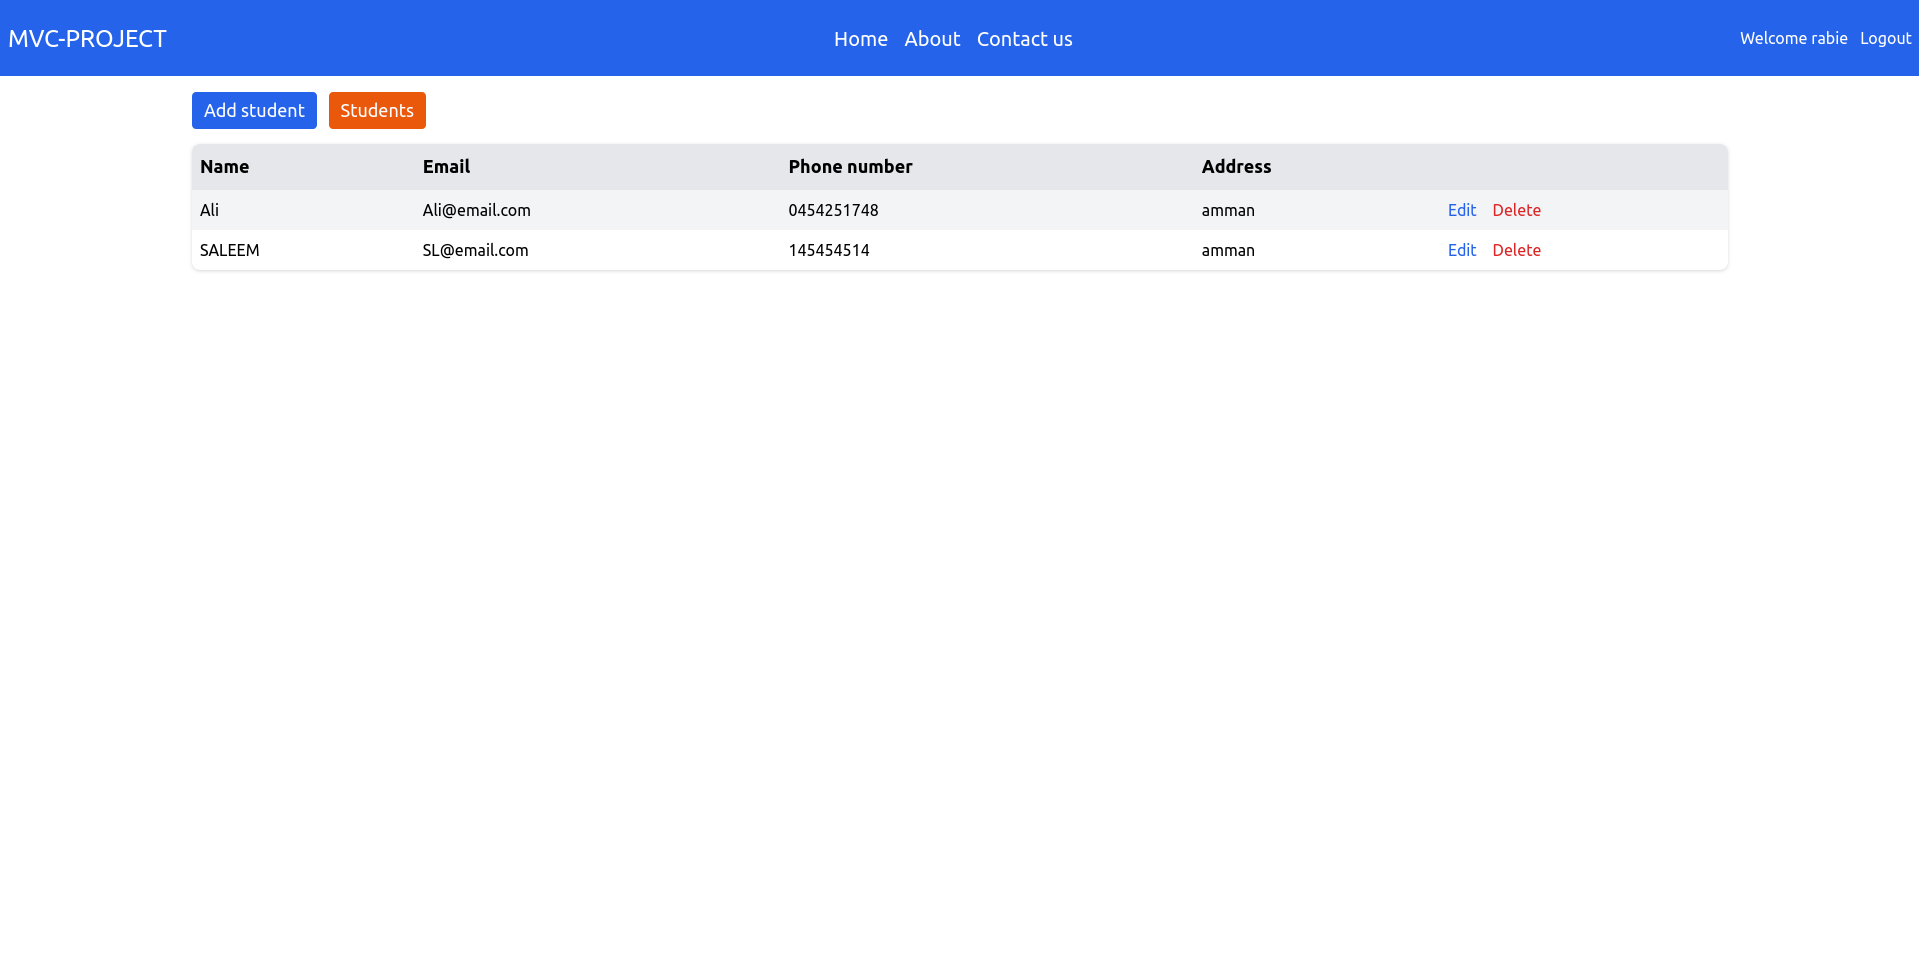 MVC-PROJECT Home About Contact us Welcome rabie Logout
Add student Students
Name Email Phone number Address
Ali Ali@email.com 0454251748 amman Edit Delete
SALEEM SL@email.com 145454514 amman Edit Delete